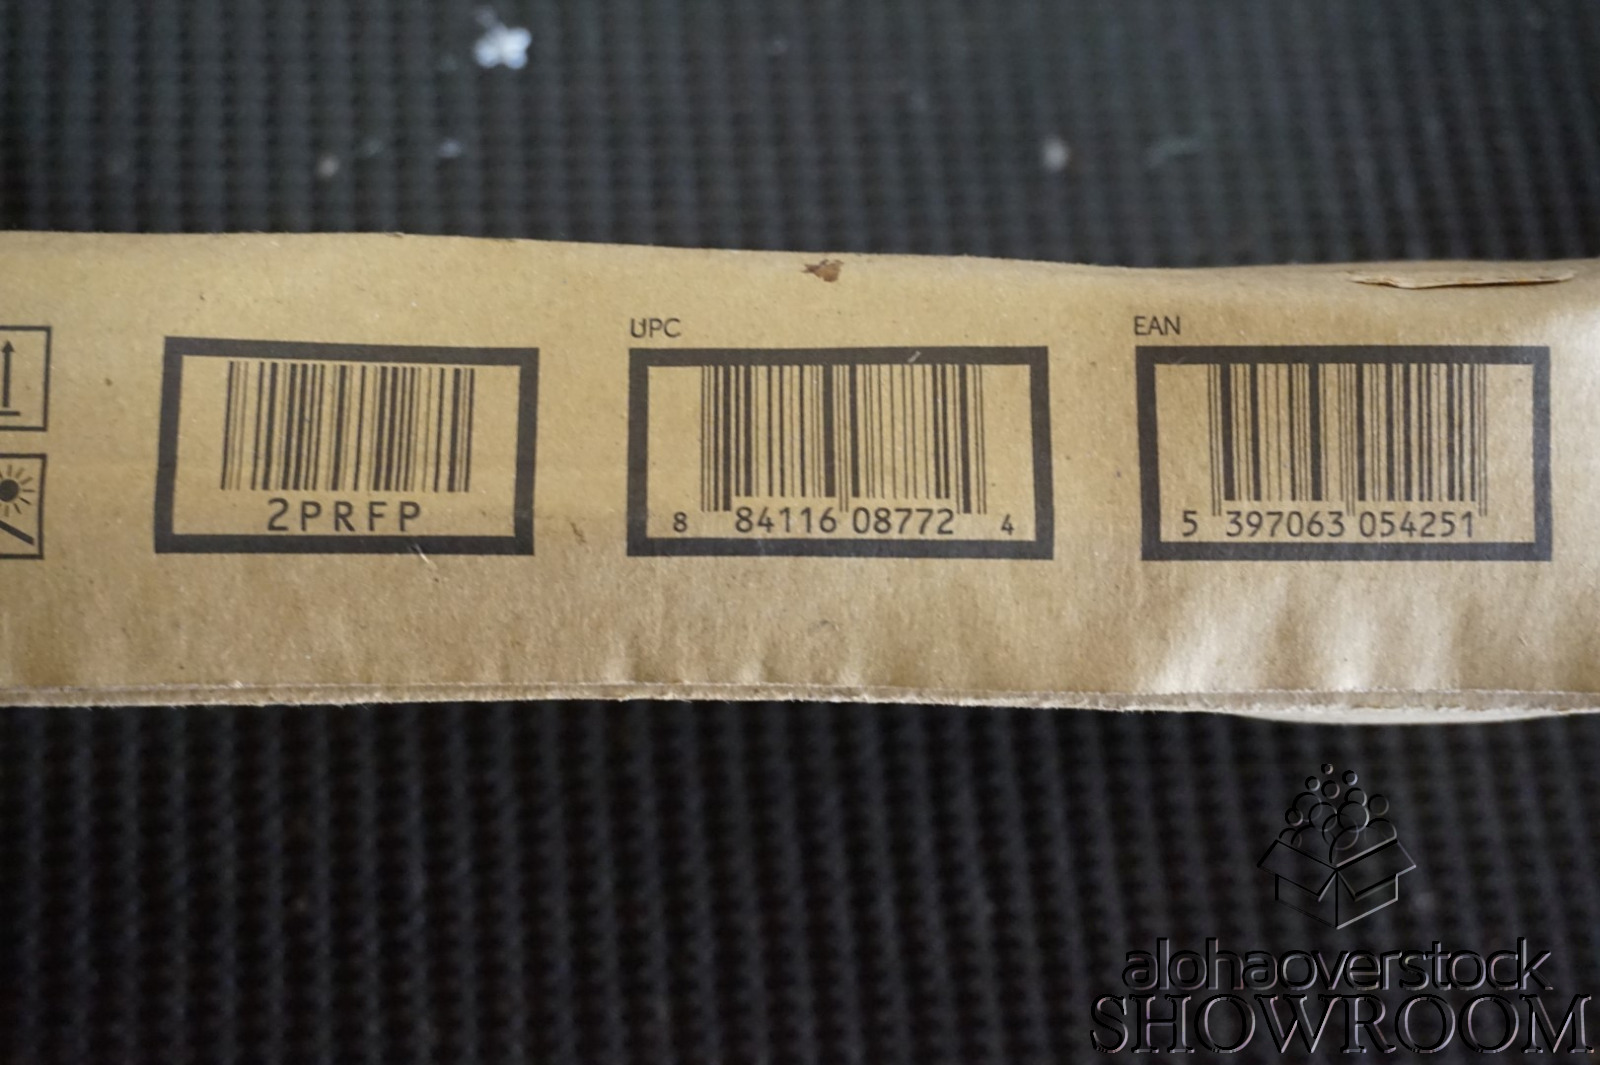 2PRFP
UPC
8 84116 08772 4
EAN
5 397063 054251
alohaoverstock
SHOWROOM